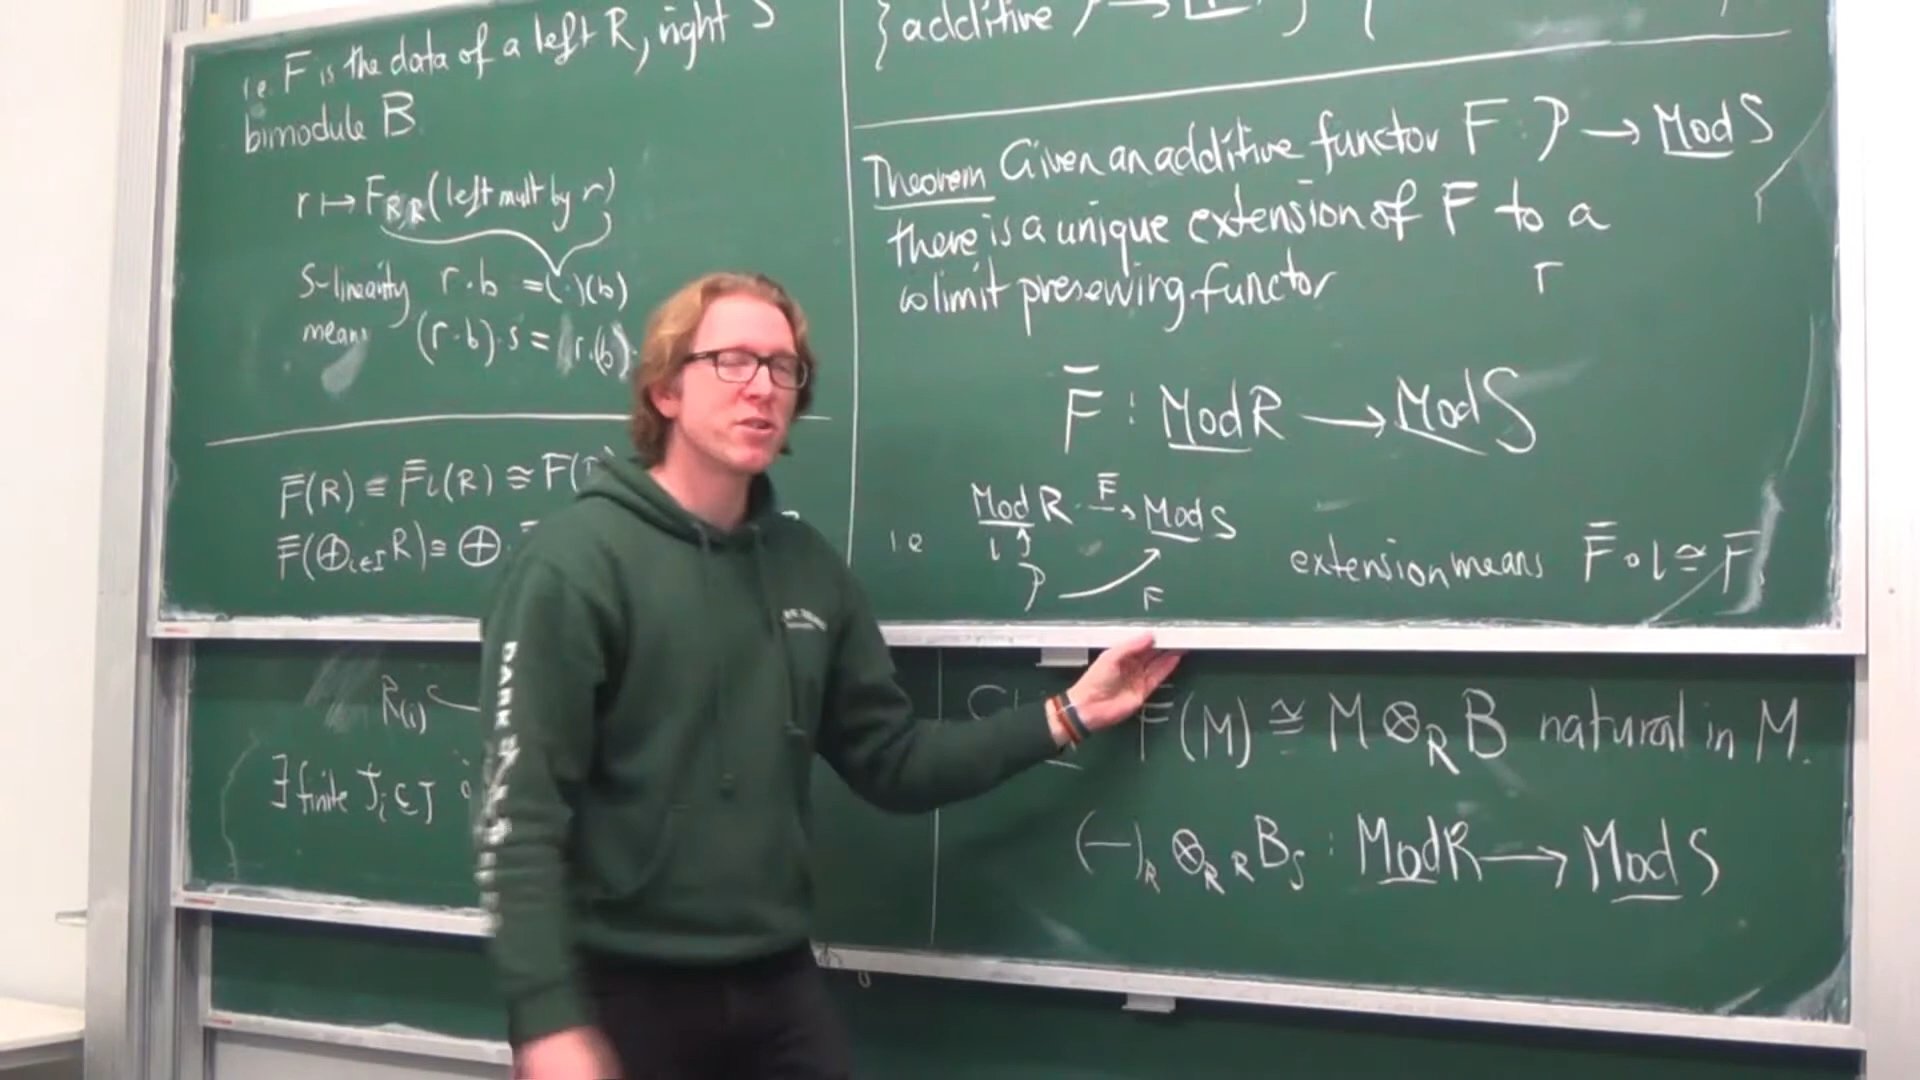 i.e. F is the data of a left R, right S
bimodule B
r ↦ F_{R,R}(left mult by r)
S-linearity r·b = (·)(b)
means (r·b)·s = r·(b)·
F̄(R) = F̄ι(R) ≅ F(
F̄(⊕_{i∈I} R) ≅ ⊕
R(i)
∃ finite J_i ⊆ J
additive
Theorem Given an additive functor F : P → Mod S
there is a unique extension of F to a
colimit preserving functor
F̄ : Mod R → Mod S
i.e Mod R F̄ → Mod S
ι
P F
extension means F̄ ∘ ι ≅ F
F(M) ≅ M ⊗_R B natural in M.
(—)_R ⊗_R _R B_S : Mod R → Mod S